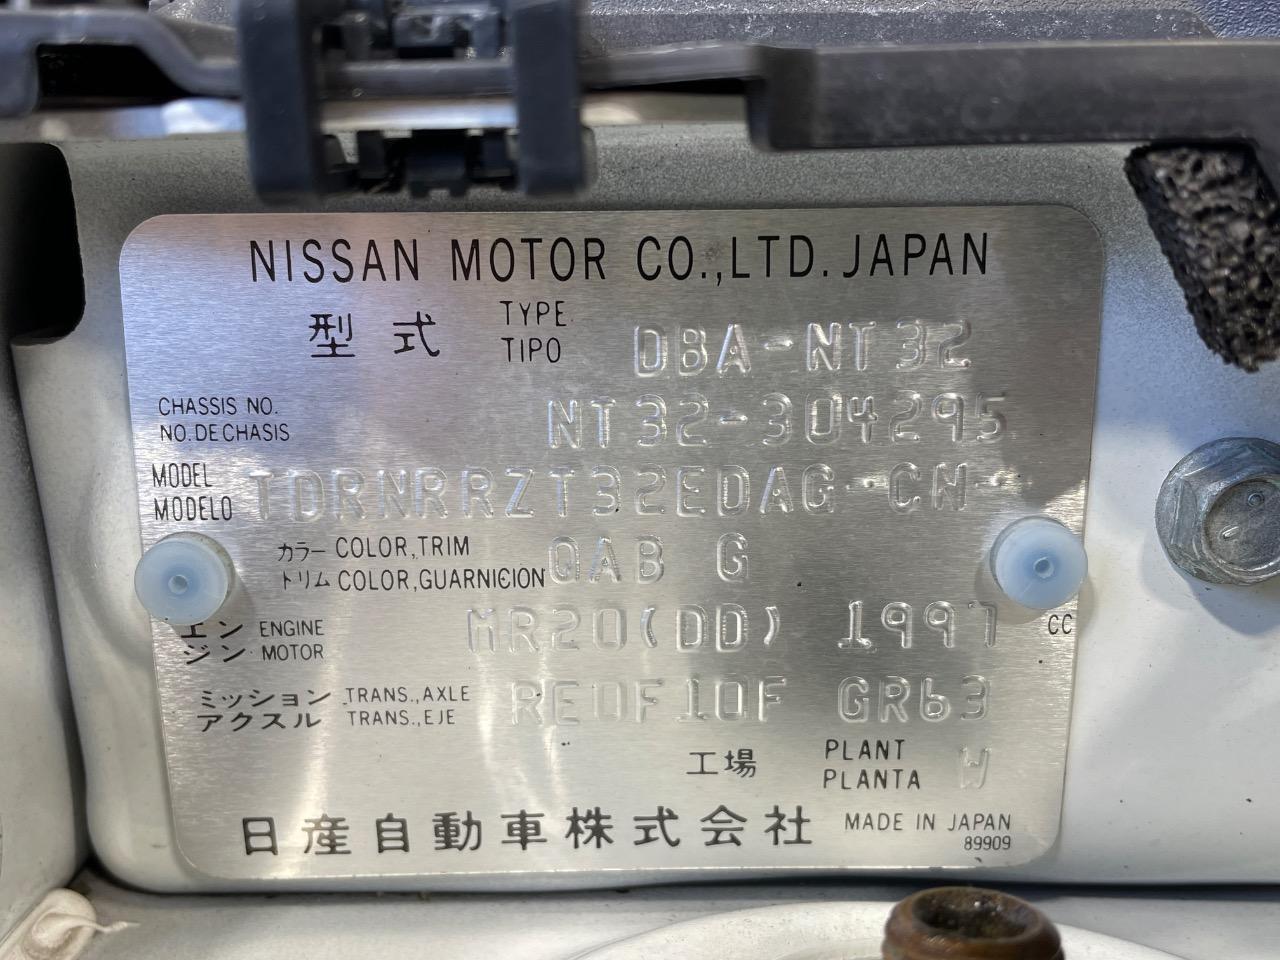 NISSAN MOTOR CO.,LTD. JAPAN
型式 TYPE TIPO DBA-NT32
CHASSIS NO.
NO. DE CHASIS NT32-304295
MODEL
MODELO TDRNRRZT32EDAG-CN-
カラー COLOR,TRIM
トリム COLOR,GUARNICION QAB G
エン ENGINE
ジン MOTOR MR20(DD) 1997 CC
ミッション TRANS.,AXLE
アクスル TRANS.,EJE RE0F10F GR63
工場 PLANT
PLANTA W
日産自動車株式会社 MADE IN JAPAN
89909